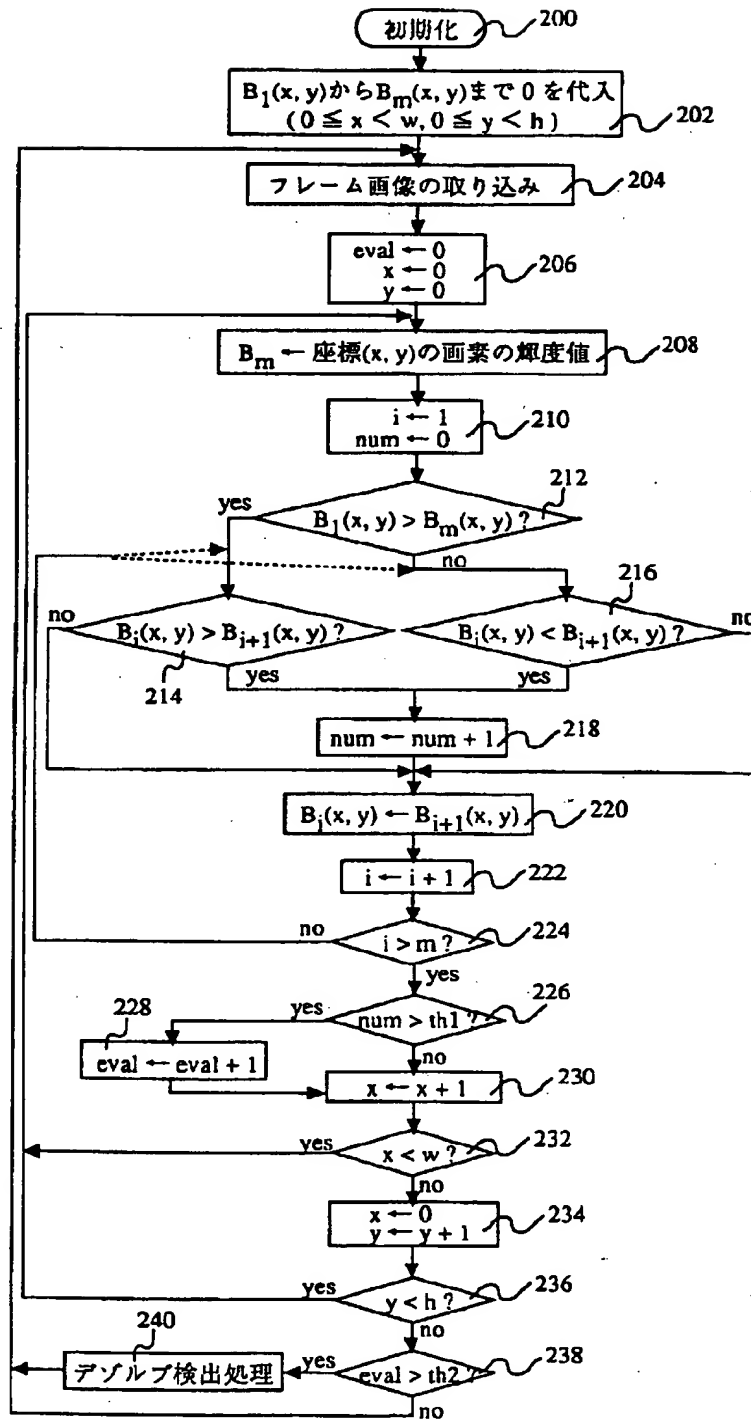 初期化
200
B1(x, y)からBm(x, y)まで 0 を代入
(0 ≦ x < w, 0 ≦ y < h)
202
フレーム画像の取り込み
204
eval ← 0
x ← 0
y ← 0
206
Bm ← 座標(x, y)の画素の輝度値
208
i ← 1
num ← 0
210
212
yes
B1(x, y) > Bm(x, y) ?
no
216
no
Bi(x, y) > Bi+1(x, y) ?
Bi(x, y) < Bi+1(x, y) ?
no
214
yes
yes
num ← num + 1
218
Bi(x, y) ← Bi+1(x, y)
220
i ← i + 1
222
no
i > m ?
224
yes
228
yes
num > th1 ?
226
eval ← eval + 1
no
x ← x + 1
230
yes
x < w ?
232
no
x ← 0
y ← y + 1
234
yes
y < h ?
236
240
no
デゾルブ検出処理
yes
eval > th2 ?
238
no